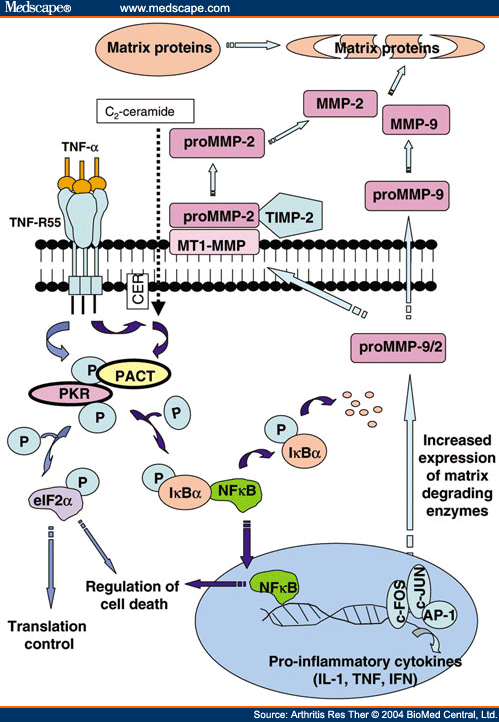 Medscape® www.medscape.com
Matrix proteins
Matrix proteins
C2-ceramide
MMP-2
MMP-9
TNF-α
proMMP-2
proMMP-9
TNF-R55
proMMP-2
TIMP-2
MT1-MMP
CER
proMMP-9/2
P
PACT
PKR
P
P
P
P
IκBα
Increased
expression
of matrix
degrading
enzymes
P
eIF2α
P
IκBα
NFκB
Regulation of
cell death
NFκB
c-FOS
c-JUN
AP-1
Translation
control
Pro-inflammatory cytokines
(IL-1, TNF, IFN)
Source: Arthritis Res Ther © 2004 BioMed Central, Ltd.